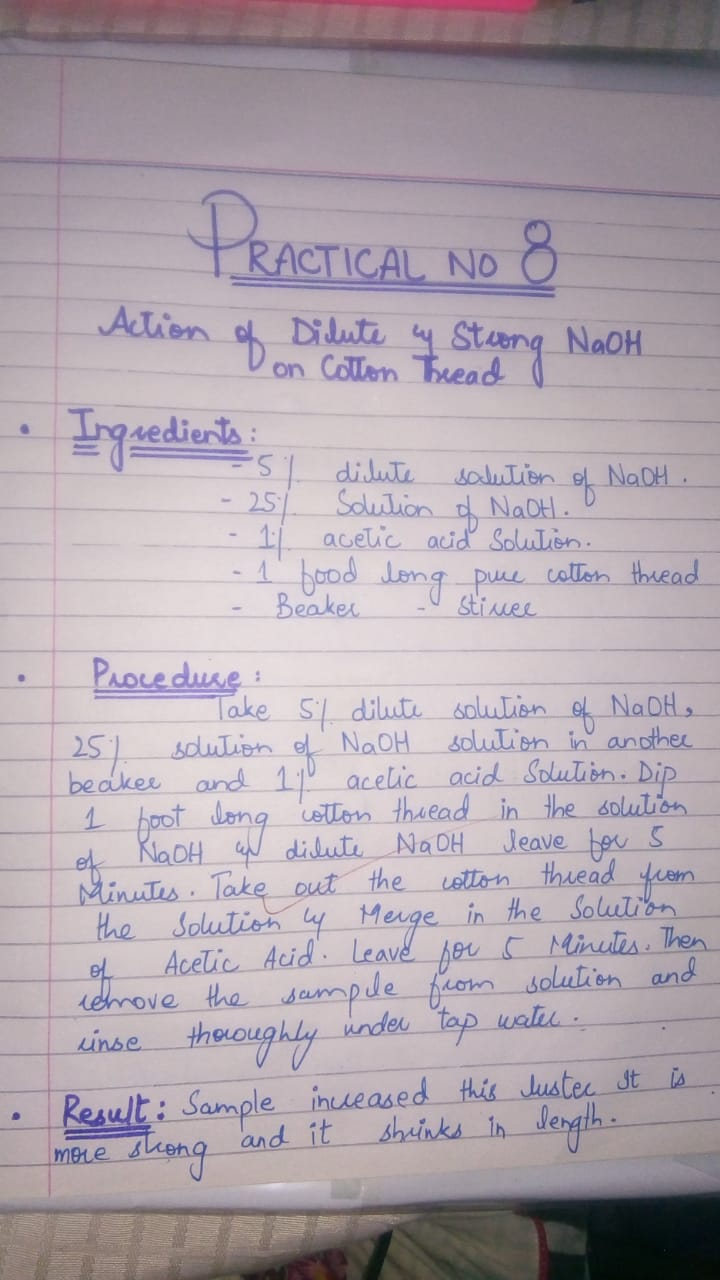 PRACTICAL NO 8
Action of Dilute & Strong NaOH
on Cotton Thread
• Ingredients:
- 5% dilute solution of NaOH.
- 25% Solution of NaOH.
- 1% acetic acid Solution.
- 1 food long pure cotton thread
- Beaker - Stirrer
• Procedure:
Take 5% dilute solution of NaOH,
25% solution of NaOH solution in another
beaker and 1% acetic acid Solution. Dip
1 foot long cotton thread in the solution
of NaOH & dilute NaOH leave for 5
Minutes. Take out the cotton thread from
the Solution & Merge in the Solution
of Acetic Acid. Leave for 5 Minutes. Then
remove the sample from solution and
rinse thoroughly under tap water.
• Result: Sample increased this luster It is
more strong and it shrinks in length.